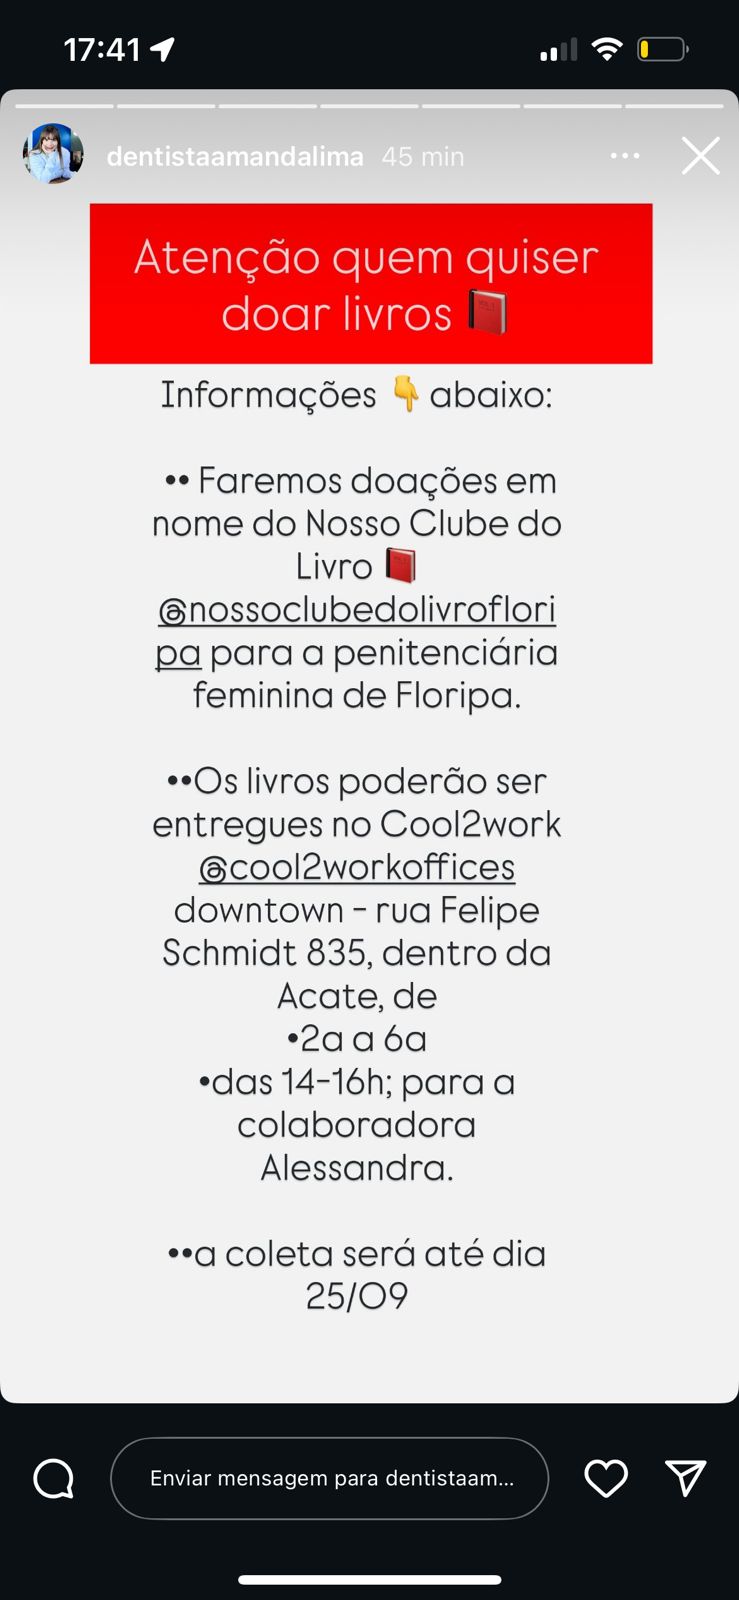 17:41
dentistaamandalima 45 min
Atenção quem quiser
doar livros 📕
Informações 👇 abaixo:
•• Faremos doações em
nome do Nosso Clube do
Livro 📕
@nossoclubedolivroflori
pa para a penitenciária
feminina de Floripa.
••Os livros poderão ser
entregues no Cool2work
@cool2workoffices
downtown - rua Felipe
Schmidt 835, dentro da
Acate, de
•2a a 6a
•das 14-16h; para a
colaboradora
Alessandra.
••a coleta será até dia
25/09
Enviar mensagem para dentistaam...